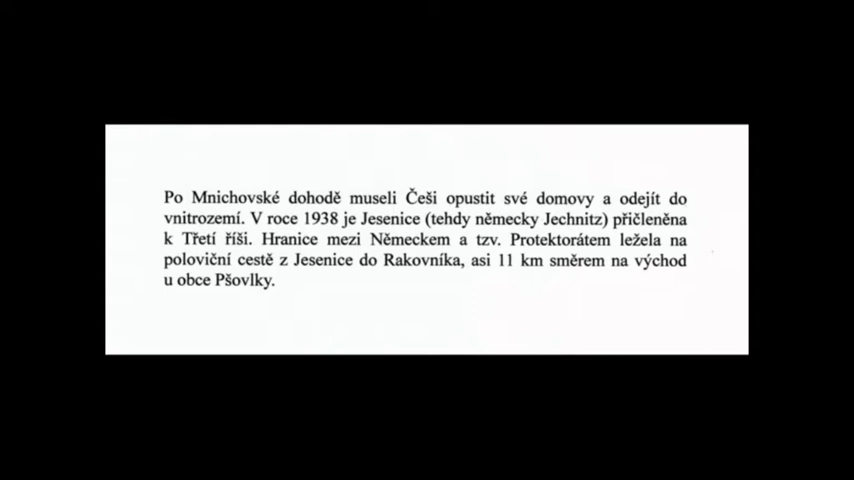 Po Mnichovské dohodě museli Češi opustit své domovy a odejít do
vnitrozemí. V roce 1938 je Jesenice (tehdy německy Jechnitz) přičleněna
k Třetí říši. Hranice mezi Německem a tzv. Protektorátem ležela na
poloviční cestě z Jesenice do Rakovníka, asi 11 km směrem na východ
u obce Pšovlky.